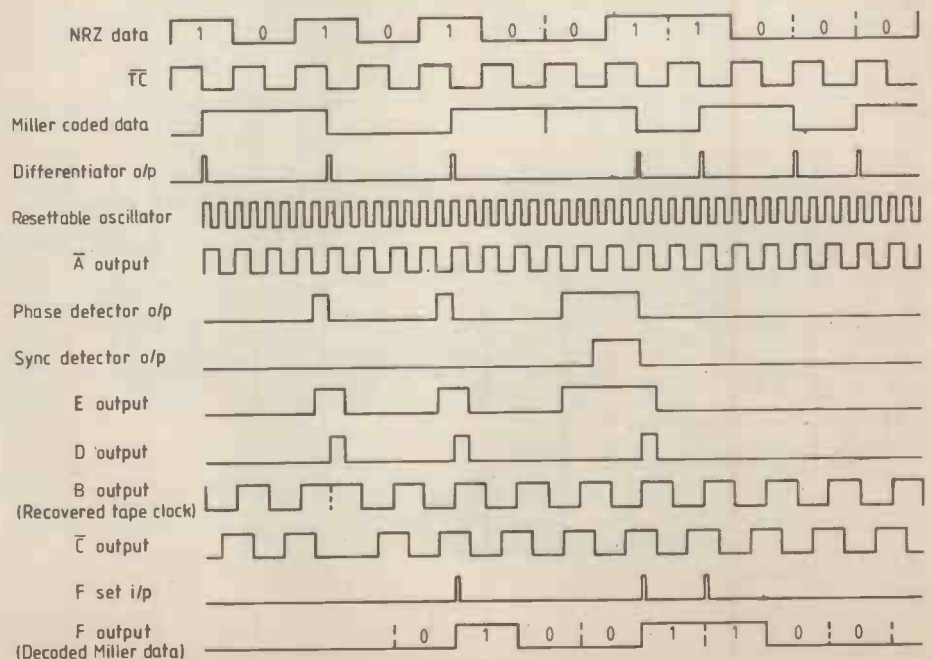 NRZ data
1 0 1 0 1 0 0 1 1 0 0 0
T̅C̅
Miller coded data
Differentiator o/p
Resettable oscillator
A̅ output
Phase detector o/p
Sync detector o/p
E output
D output
B output
(Recovered tape clock)
C̅ output
F set i/p
F output
(Decoded Miller data)
0 1 0 0 1 1 0 0